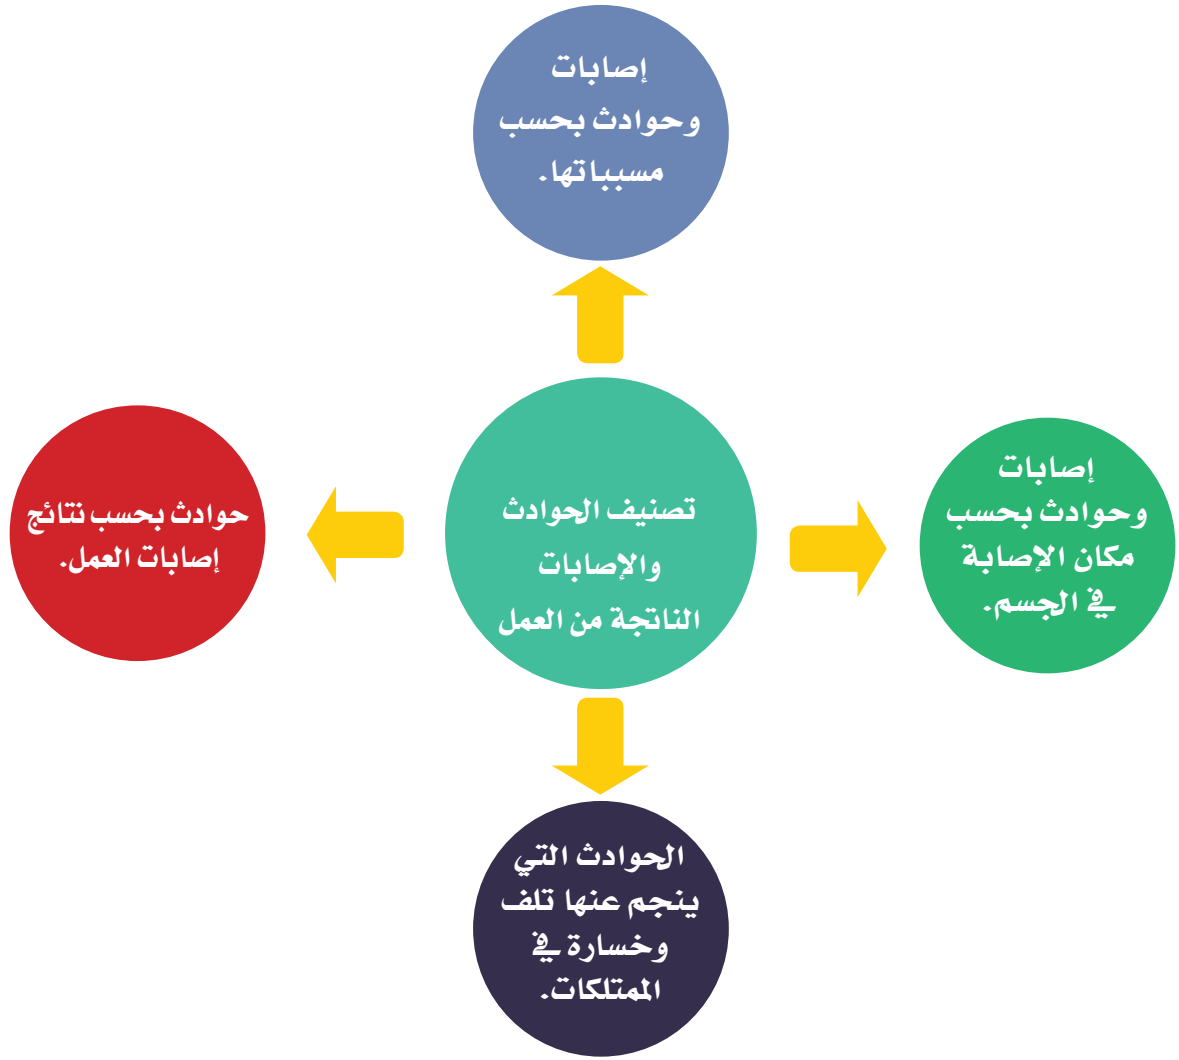 إصابات
وحوادث بحسب
مسبباتها.
تصنيف الحوادث
والإصابات
الناتجة من العمل
إصابات
وحوادث بحسب
مكان الإصابة
في الجسم.
حوادث بحسب نتائج
إصابات العمل.
الحوادث التي
ينجم عنها تلف
وخسارة في
الممتلكات.